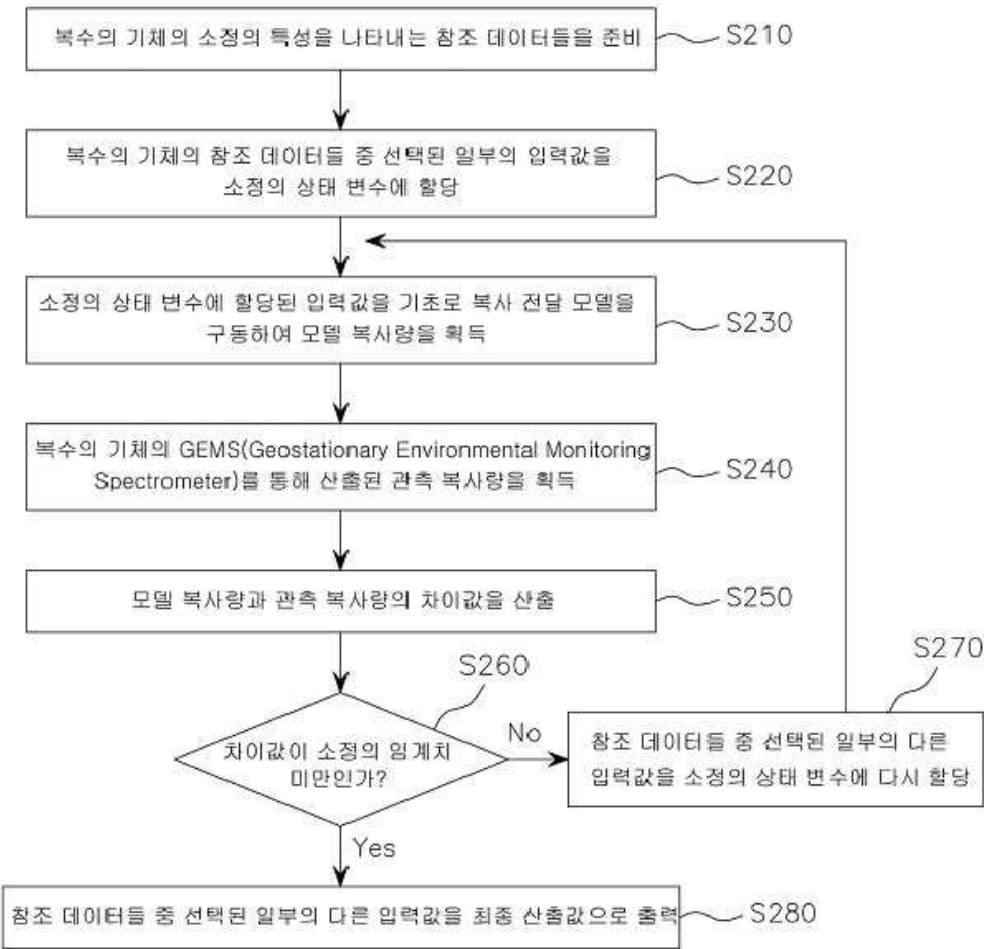 복수의 기체의 소정의 특성을 나타내는 참조 데이터들을 준비
S210
복수의 기체의 참조 데이터들 중 선택된 일부의 입력값을
소정의 상태 변수에 할당
S220
소정의 상태 변수에 할당된 입력값을 기초로 복사 전달 모델을
구동하여 모델 복사량을 획득
S230
복수의 기체의 GEMS(Geostationary Environmental Monitoring
Spectrometer)를 통해 산출된 관측 복사량을 획득
S240
모델 복사량과 관측 복사량의 차이값을 산출
S250
S260
차이값이 소정의 임계치
미만인가?
No
S270
참조 데이터들 중 선택된 일부의 다른
입력값을 소정의 상태 변수에 다시 할당
Yes
참조 데이터들 중 선택된 일부의 다른 입력값을 최종 산출값으로 출력
S280